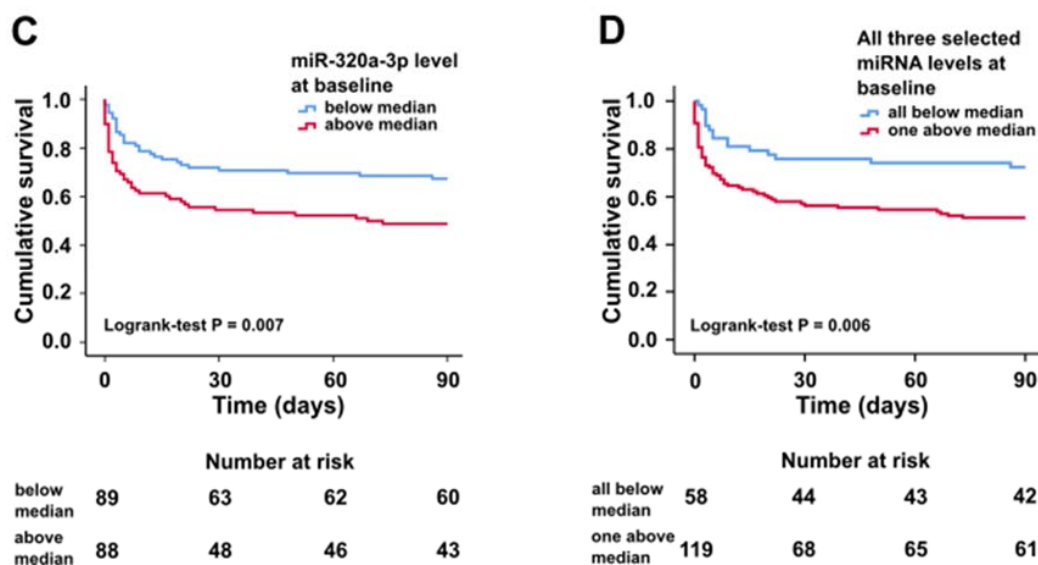 C
miR-320a-3p level
at baseline
below median
above median
Cumulative survival
1.0
0.8
0.6
0.4
0.2
0.0
Logrank-test P = 0.007
0 30 60 90
Time (days)
Number at risk
below
median 89 63 62 60
above
median 88 48 46 43
D
All three selected
miRNA levels at
baseline
all below median
one above median
Cumulative survival
1.0
0.8
0.6
0.4
0.2
0.0
Logrank-test P = 0.006
0 30 60 90
Time (days)
Number at risk
all below
median 58 44 43 42
one above
median 119 68 65 61